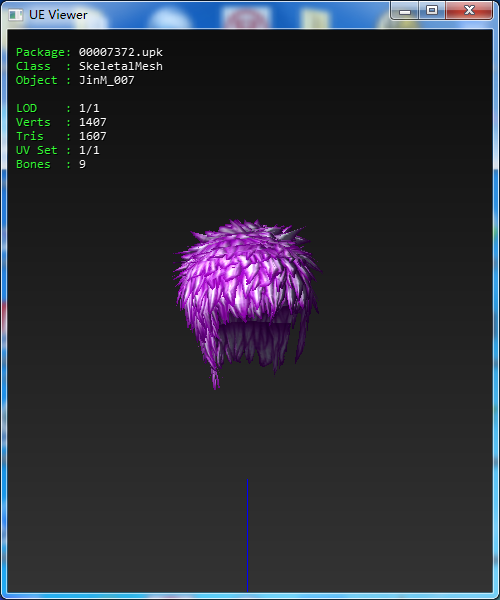 UE Viewer
Package: 00007372.upk
Class : SkeletalMesh
Object : JinM_007
LOD : 1/1
Verts : 1407
Tris : 1607
UV Set : 1/1
Bones : 9